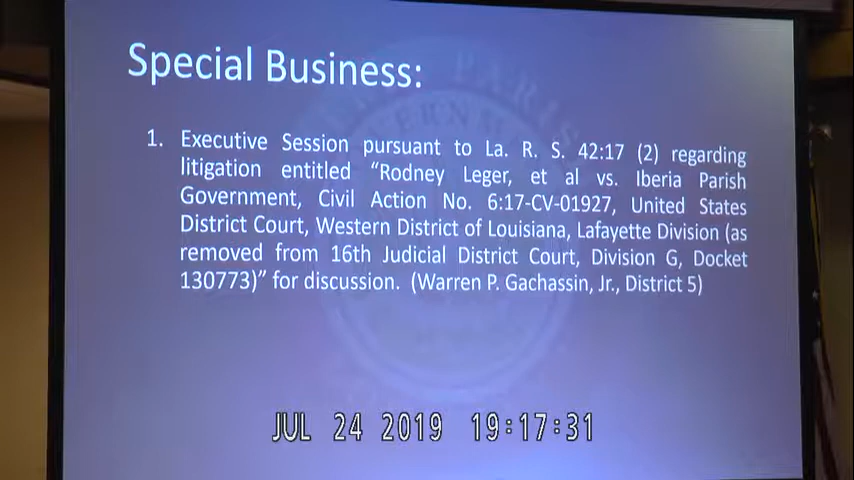 Special Business:
1. Executive Session pursuant to La. R. S. 42:17 (2) regarding
litigation entitled “Rodney Leger, et al vs. Iberia Parish
Government, Civil Action No. 6:17-CV-01927, United States
District Court, Western District of Louisiana, Lafayette Division (as
removed from 16th Judicial District Court, Division G, Docket
130773)” for discussion. (Warren P. Gachassin, Jr., District 5)
JUL 24 2019 19:17:31